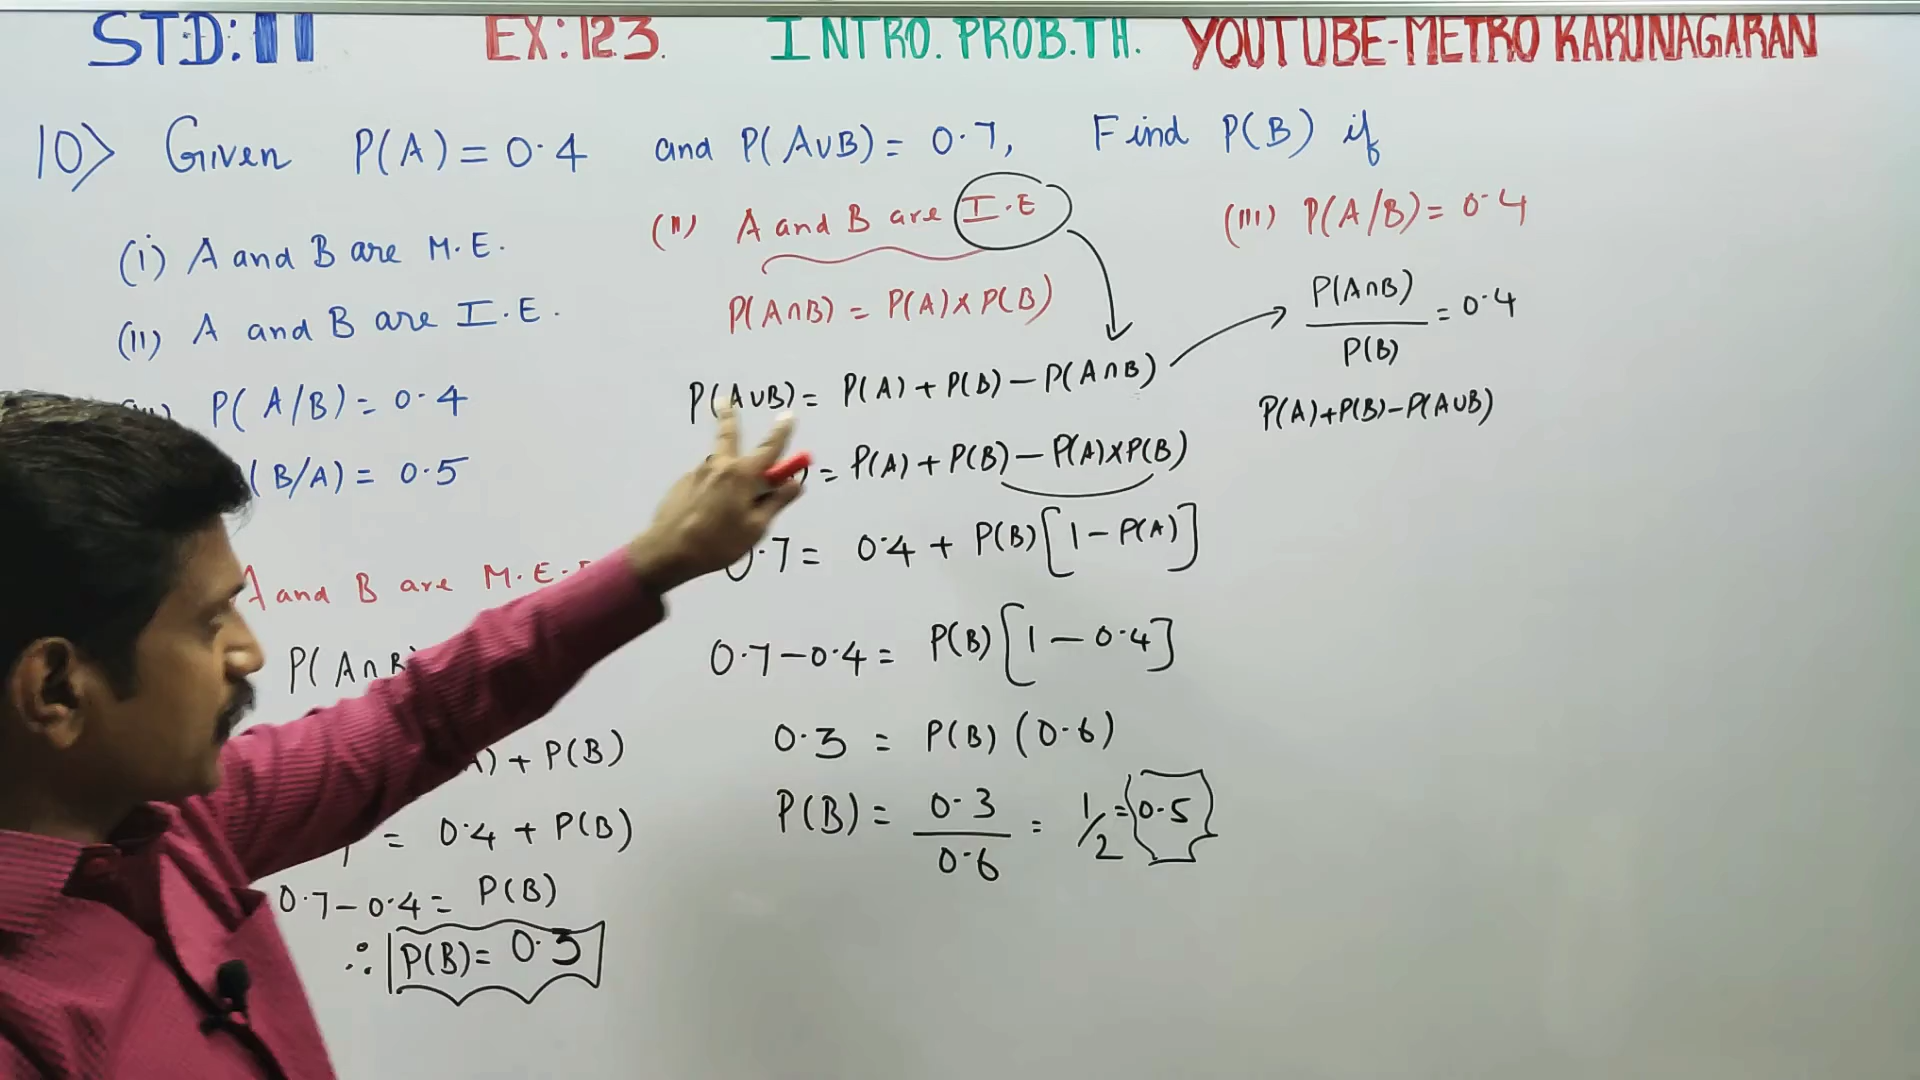 STD: 11 EX: 12.3. INTRO. PROB. TH. YOUTUBE-METRO KARUNAGARAN
10> Given P(A) = 0.4 and P(A∪B) = 0.7, Find P(B) if
(i) A and B are M.E.
(ii) A and B are I.E.
P(A/B) = 0.4
(B/A) = 0.5
A and B are M.E.
P(A∩B)
) + P(B)
= 0.4 + P(B)
0.7 - 0.4 = P(B)
∴ P(B) = 0.3
(ii) A and B are I.E
P(A∩B) = P(A) × P(B)
P(A∪B) = P(A) + P(B) - P(A∩B)
= P(A) + P(B) - P(A)×P(B)
0.7 = 0.4 + P(B)[1 - P(A)]
0.7 - 0.4 = P(B)[1 - 0.4]
0.3 = P(B) (0.6)
P(B) = 0.3/0.6 = 1/2 = 0.5
(iii) P(A/B) = 0.4
P(A∩B)/P(B) = 0.4
P(A)+P(B)-P(A∪B)